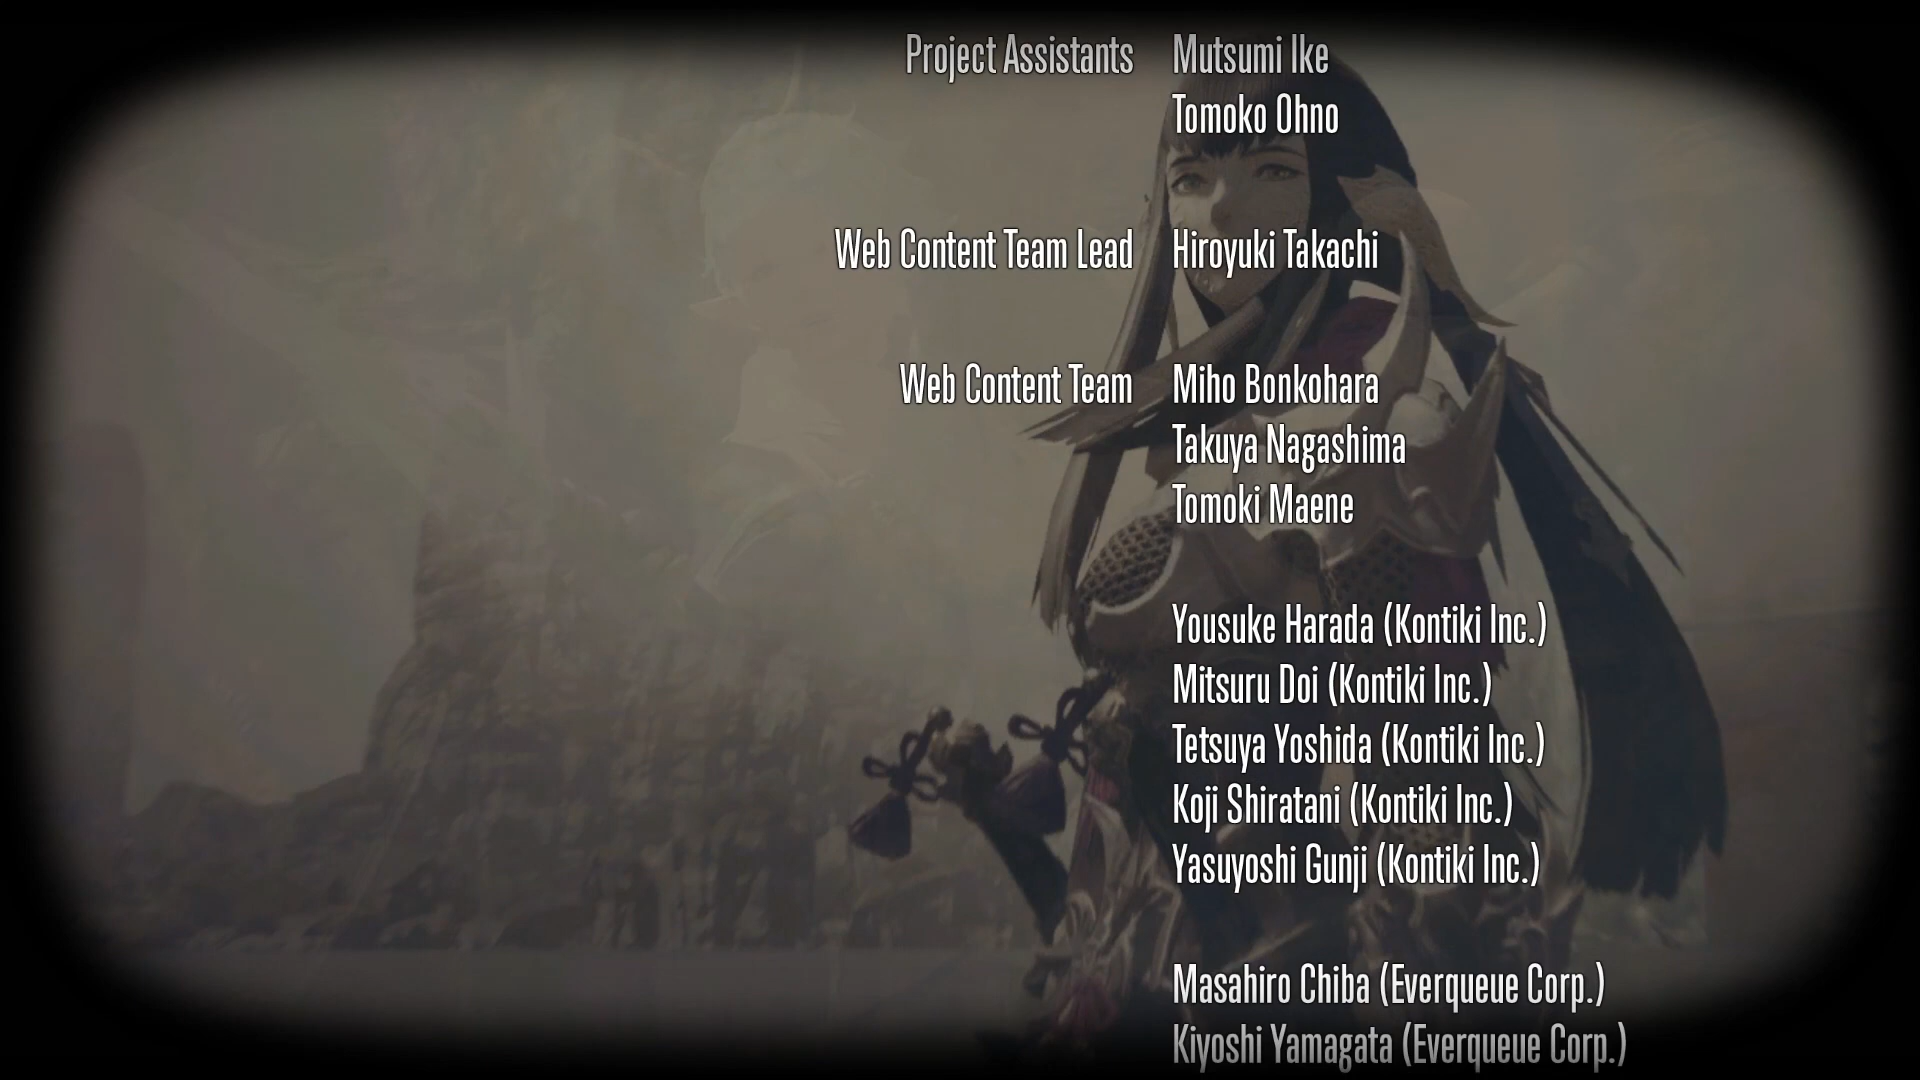 Project Assistants Mutsumi Ike
Tomoko Ohno
Web Content Team Lead Hiroyuki Takachi
Web Content Team Miho Bonkohara
Takuya Nagashima
Tomoki Maene
Yousuke Harada (Kontiki Inc.)
Mitsuru Doi (Kontiki Inc.)
Tetsuya Yoshida (Kontiki Inc.)
Koji Shiratani (Kontiki Inc.)
Yasuyoshi Gunji (Kontiki Inc.)
Masahiro Chiba (Everqueue Corp.)
Kiyoshi Yamagata (Everqueue Corp.)